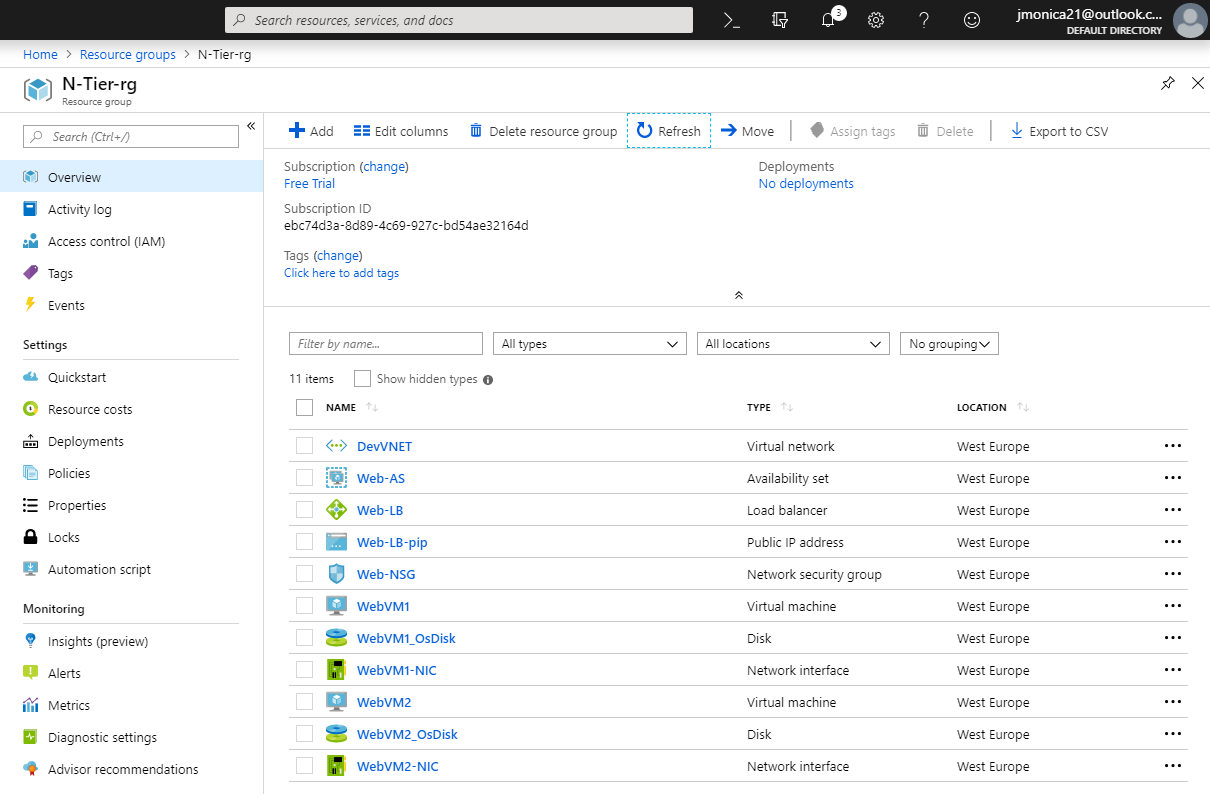 Search resources, services, and docs
3
jmonica21@outlook.c...
DEFAULT DIRECTORY
Home > Resource groups > N-Tier-rg
N-Tier-rg
Resource group
Search (Ctrl+/)
Overview
Activity log
Access control (IAM)
Tags
Events
Settings
Quickstart
Resource costs
Deployments
Policies
Properties
Locks
Automation script
Monitoring
Insights (preview)
Alerts
Metrics
Diagnostic settings
Advisor recommendations
Add Edit columns Delete resource group Refresh Move Assign tags Delete Export to CSV
Subscription (change)
Free Trial
Subscription ID
ebc74d3a-8d89-4c69-927c-bd54ae32164d
Tags (change)
Click here to add tags
Deployments
No deployments
Filter by name... All types All locations No grouping
11 items Show hidden types
NAME TYPE LOCATION
DevVNET Virtual network West Europe ...
Web-AS Availability set West Europe ...
Web-LB Load balancer West Europe ...
Web-LB-pip Public IP address West Europe ...
Web-NSG Network security group West Europe ...
WebVM1 Virtual machine West Europe ...
WebVM1_OsDisk Disk West Europe ...
WebVM1-NIC Network interface West Europe ...
WebVM2 Virtual machine West Europe ...
WebVM2_OsDisk Disk West Europe ...
WebVM2-NIC Network interface West Europe ...